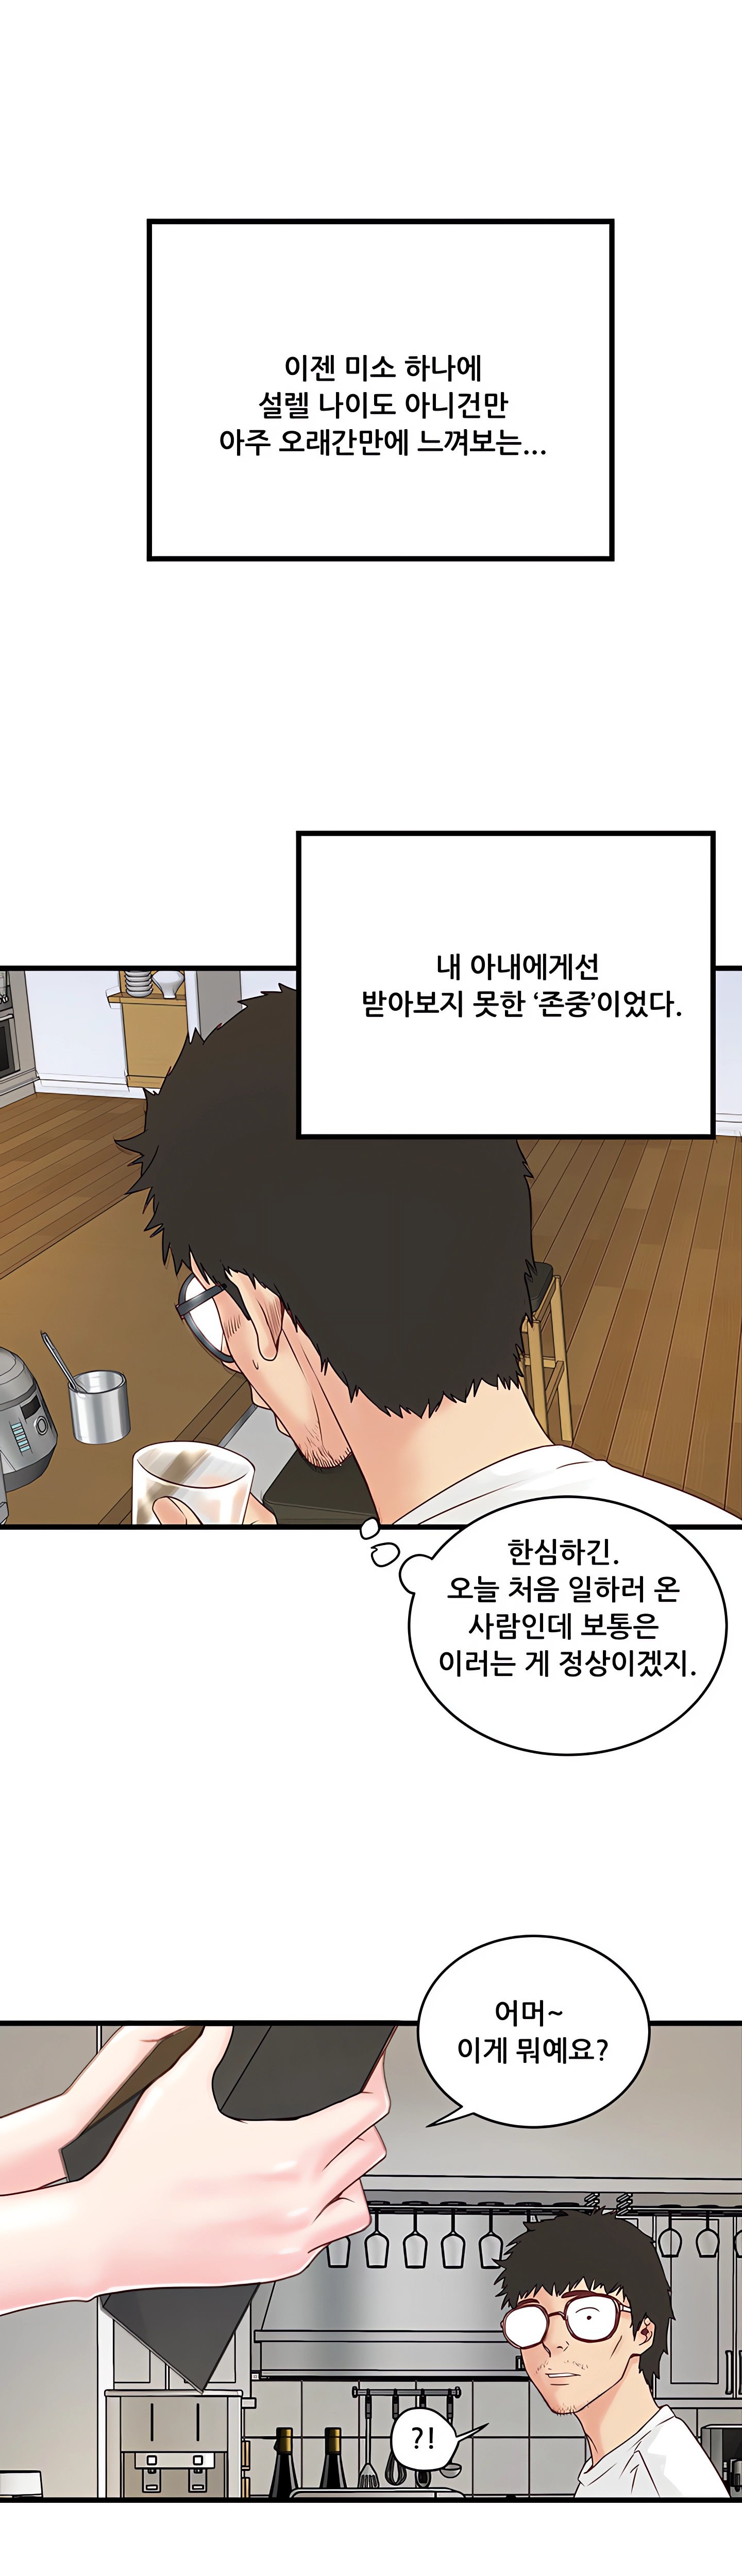 이젠 미소 하나에
설렐 나이도 아니건만
아주 오래간만에 느껴보는...
내 아내에게선
받아보지 못한 ‘존중’이었다.
한심하긴.
오늘 처음 일하러 온
사람인데 보통은
이러는 게 정상이겠지.
어머~
이게 뭐예요?
?!